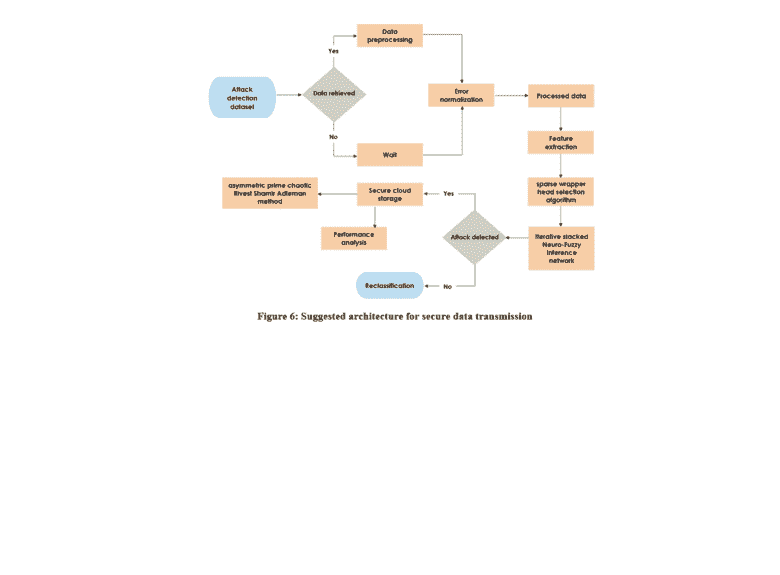 Data
preprocessing
Yes
Attack
detection
dataset
Data retrieved
Error
normalization
Processed data
No
Wait
Feature
extraction
asymmetric prime chaotic
Rivest Shamir Adleman
method
Secure cloud
storage
Yes
sparse wrapper
head selection
algorithm
Performance
analysis
Attack detected
Iterative stacked
Neuro-Fuzzy
Inference
network
Reclassification
No
Figure 6: Suggested architecture for secure data transmission